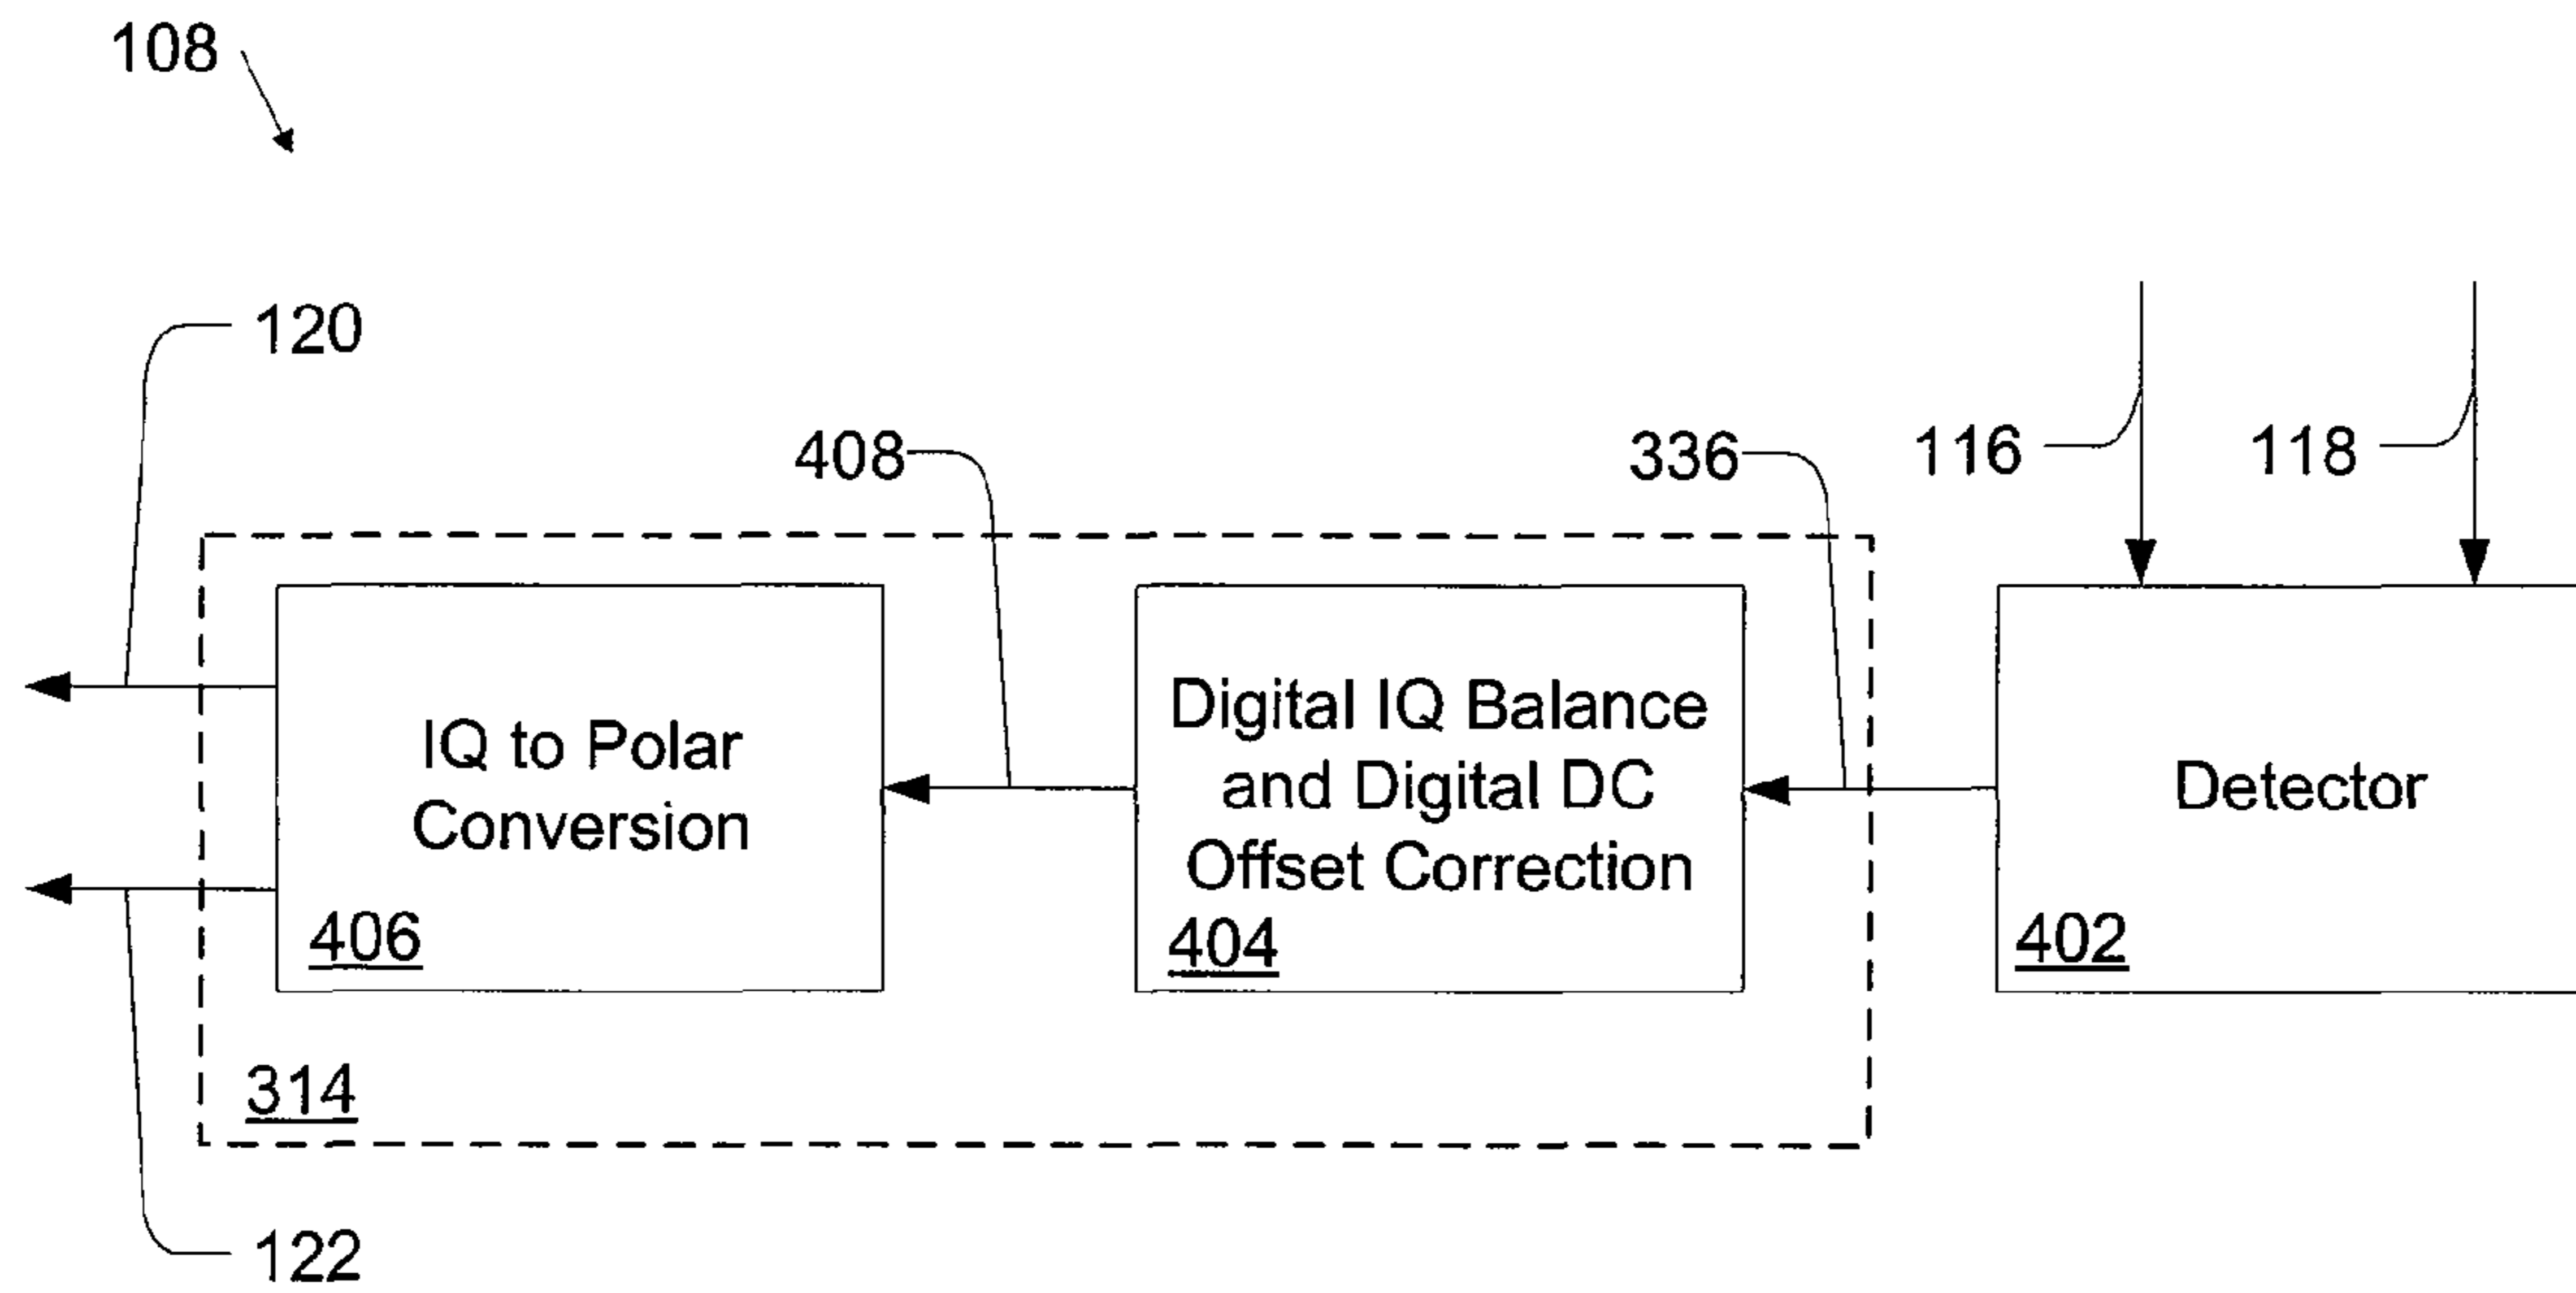 108
120
408
336
116
118
IQ to Polar
Conversion
406
Digital IQ Balance
and Digital DC
Offset Correction
404
Detector
402
314
122